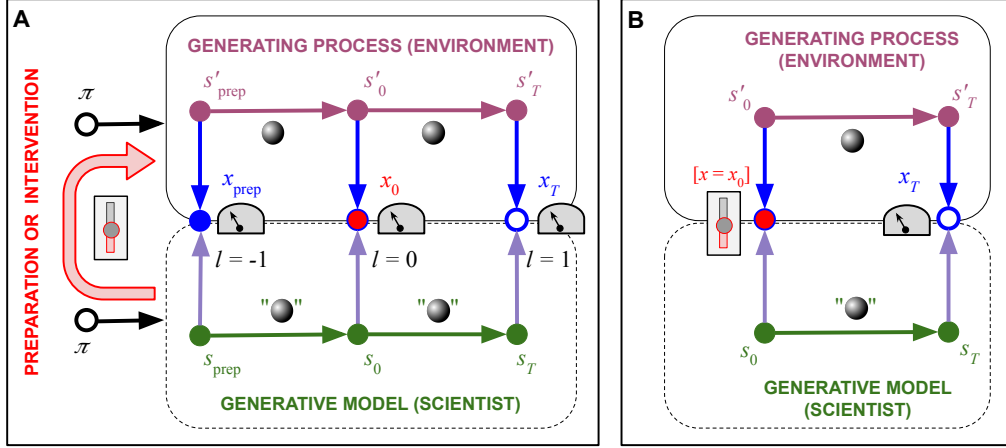 A
PREPARATION OR INTERVENTION
GENERATING PROCESS (ENVIRONMENT)
s′prep
s′0
s′T
π
xprep
x0
xT
l = -1
l = 0
l = 1
π
" "
" "
sprep
s0
sT
GENERATIVE MODEL (SCIENTIST)
B
GENERATING PROCESS
(ENVIRONMENT)
s′0
s′T
[x = x0]
xT
" "
s0
sT
GENERATIVE MODEL
(SCIENTIST)